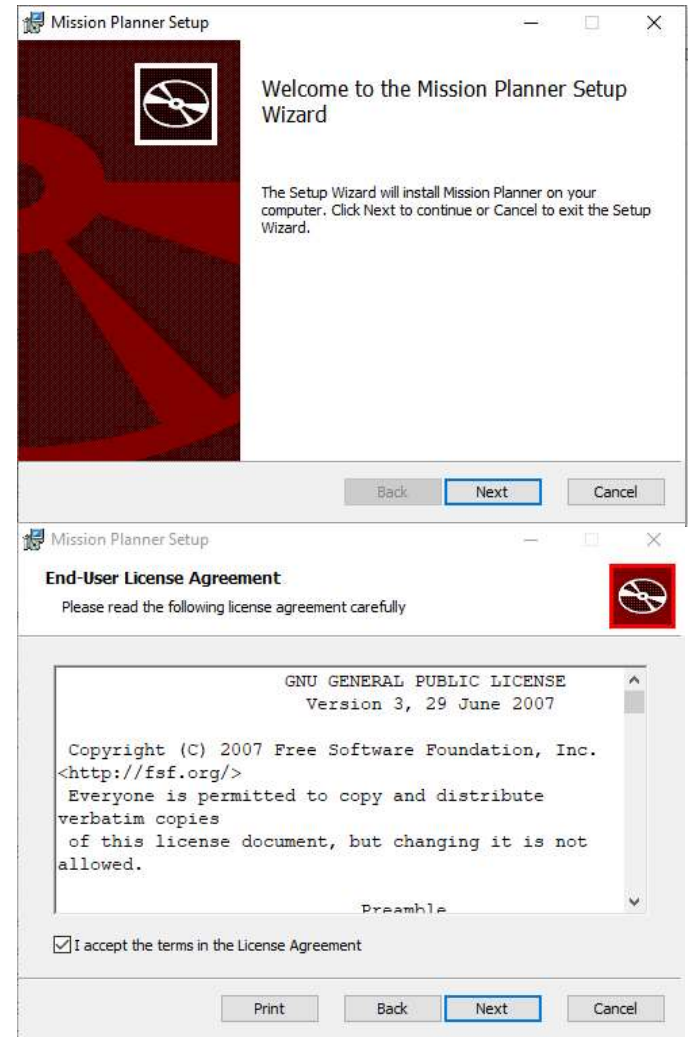 Mission Planner Setup
Welcome to the Mission Planner Setup
Wizard
The Setup Wizard will install Mission Planner on your
computer. Click Next to continue or Cancel to exit the Setup
Wizard.
Back Next Cancel
Mission Planner Setup
End-User License Agreement
Please read the following license agreement carefully
GNU GENERAL PUBLIC LICENSE
Version 3, 29 June 2007
Copyright (C) 2007 Free Software Foundation, Inc.
<http://fsf.org/>
Everyone is permitted to copy and distribute
verbatim copies
of this license document, but changing it is not
allowed.
Preamble
I accept the terms in the License Agreement
Print Back Next Cancel